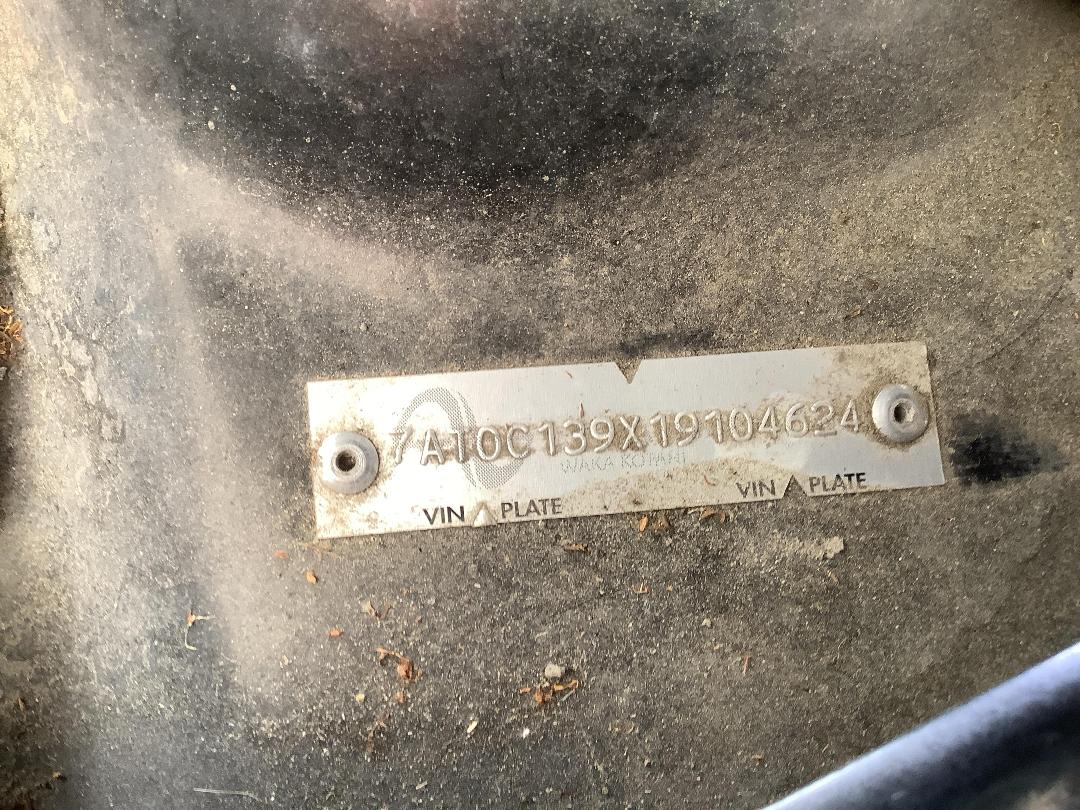 7A10C139X19104624
WAKA KOTAHI
VIN PLATE VIN PLATE